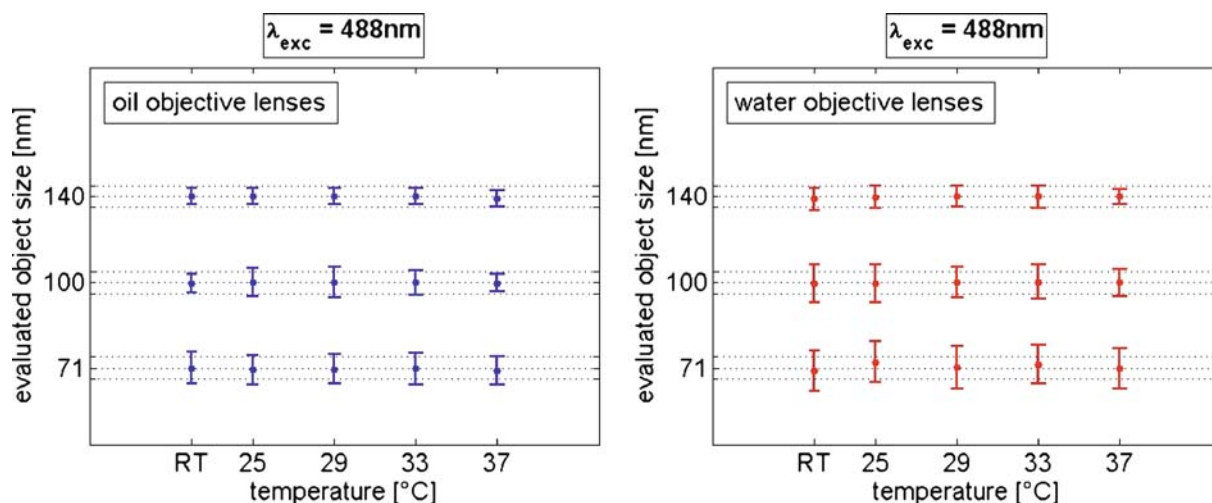 λexc = 488nm
oil objective lenses
evaluated object size [nm]
140
100
71
RT 25 29 33 37
temperature [°C]
λexc = 488nm
water objective lenses
evaluated object size [nm]
140
100
71
RT 25 29 33 37
temperature [°C]